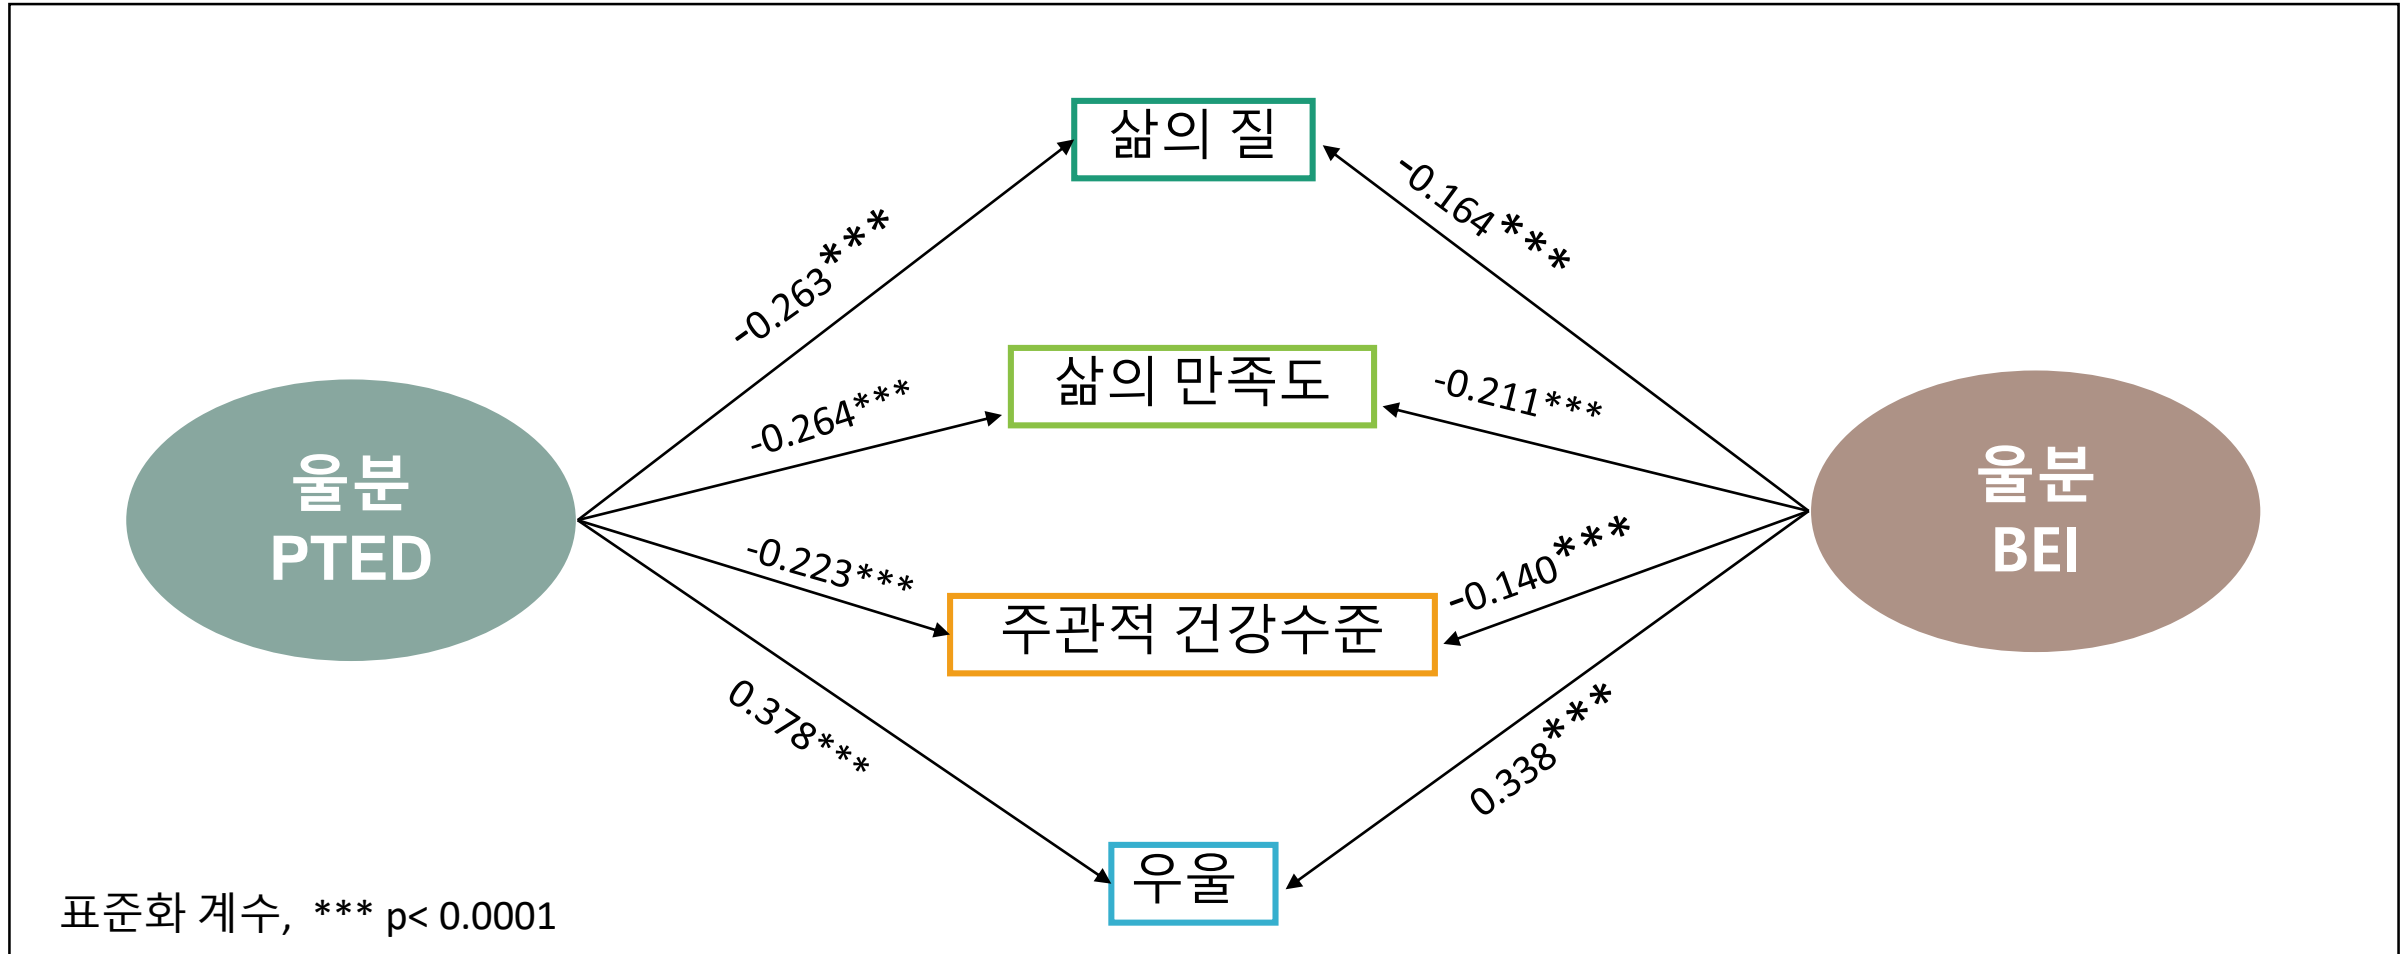 삶의 질
-0.263***
-0.164***
삶의 만족도
-0.264***
-0.211***
울분
PTED
울분
BEI
-0.223***
-0.140***
주관적 건강수준
0.378***
0.338***
우울
표준화 계수, *** p< 0.0001